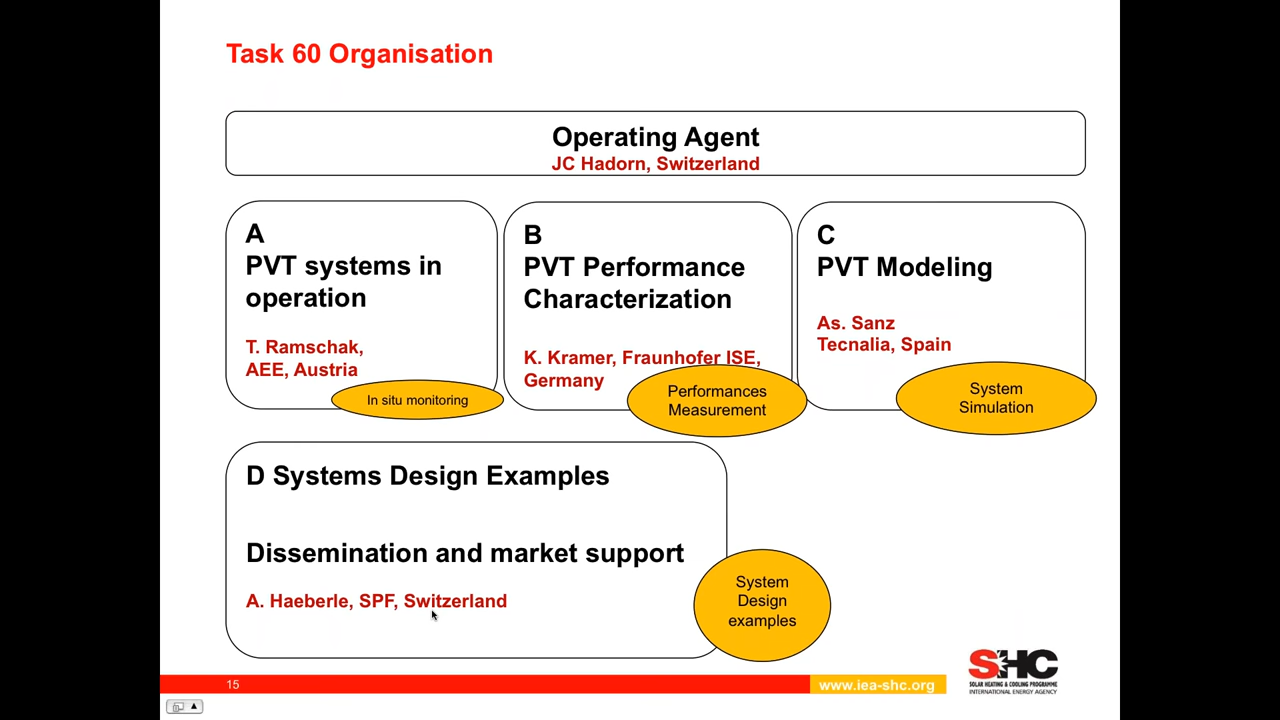 Task 60 Organisation
Operating Agent
JC Hadorn, Switzerland
A
PVT systems in
operation
T. Ramschak,
AEE, Austria
In situ monitoring
B
PVT Performance
Characterization
K. Kramer, Fraunhofer ISE,
Germany
Performances
Measurement
C
PVT Modeling
As. Sanz
Tecnalia, Spain
System
Simulation
D Systems Design Examples
Dissemination and market support
A. Haeberle, SPF, Switzerland
System
Design
examples
15
www.iea-shc.org
SHC
SOLAR HEATING & COOLING PROGRAMME
INTERNATIONAL ENERGY AGENCY